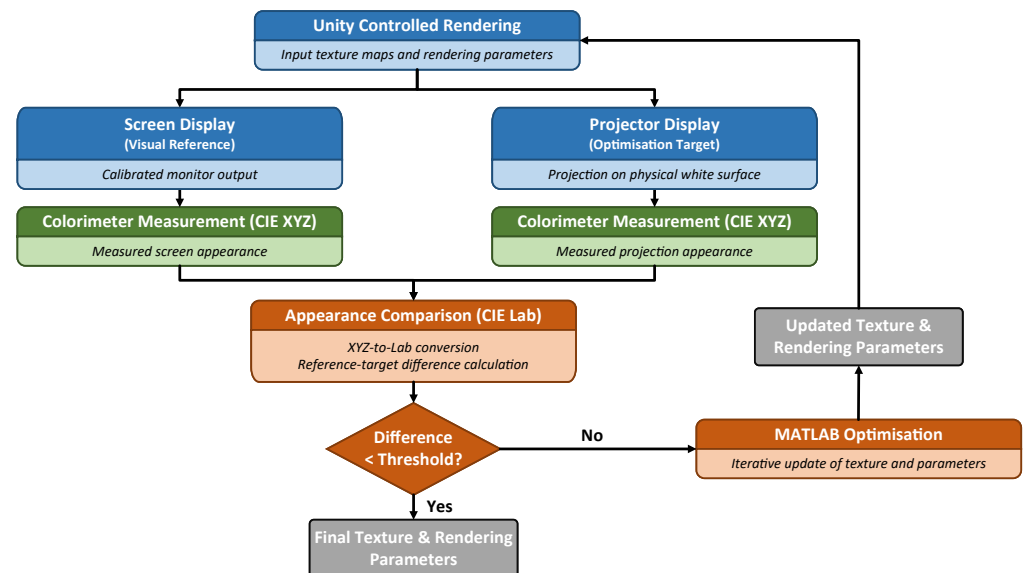 Unity Controlled Rendering
Input texture maps and rendering parameters
Screen Display
(Visual Reference)
Calibrated monitor output
Projector Display
(Optimisation Target)
Projection on physical white surface
Colorimeter Measurement (CIE XYZ)
Measured screen appearance
Colorimeter Measurement (CIE XYZ)
Measured projection appearance
Appearance Comparison (CIE Lab)
XYZ-to-Lab conversion
Reference-target difference calculation
Updated Texture &
Rendering Parameters
Difference
< Threshold?
No
MATLAB Optimisation
Iterative update of texture and parameters
Yes
Final Texture & Rendering
Parameters